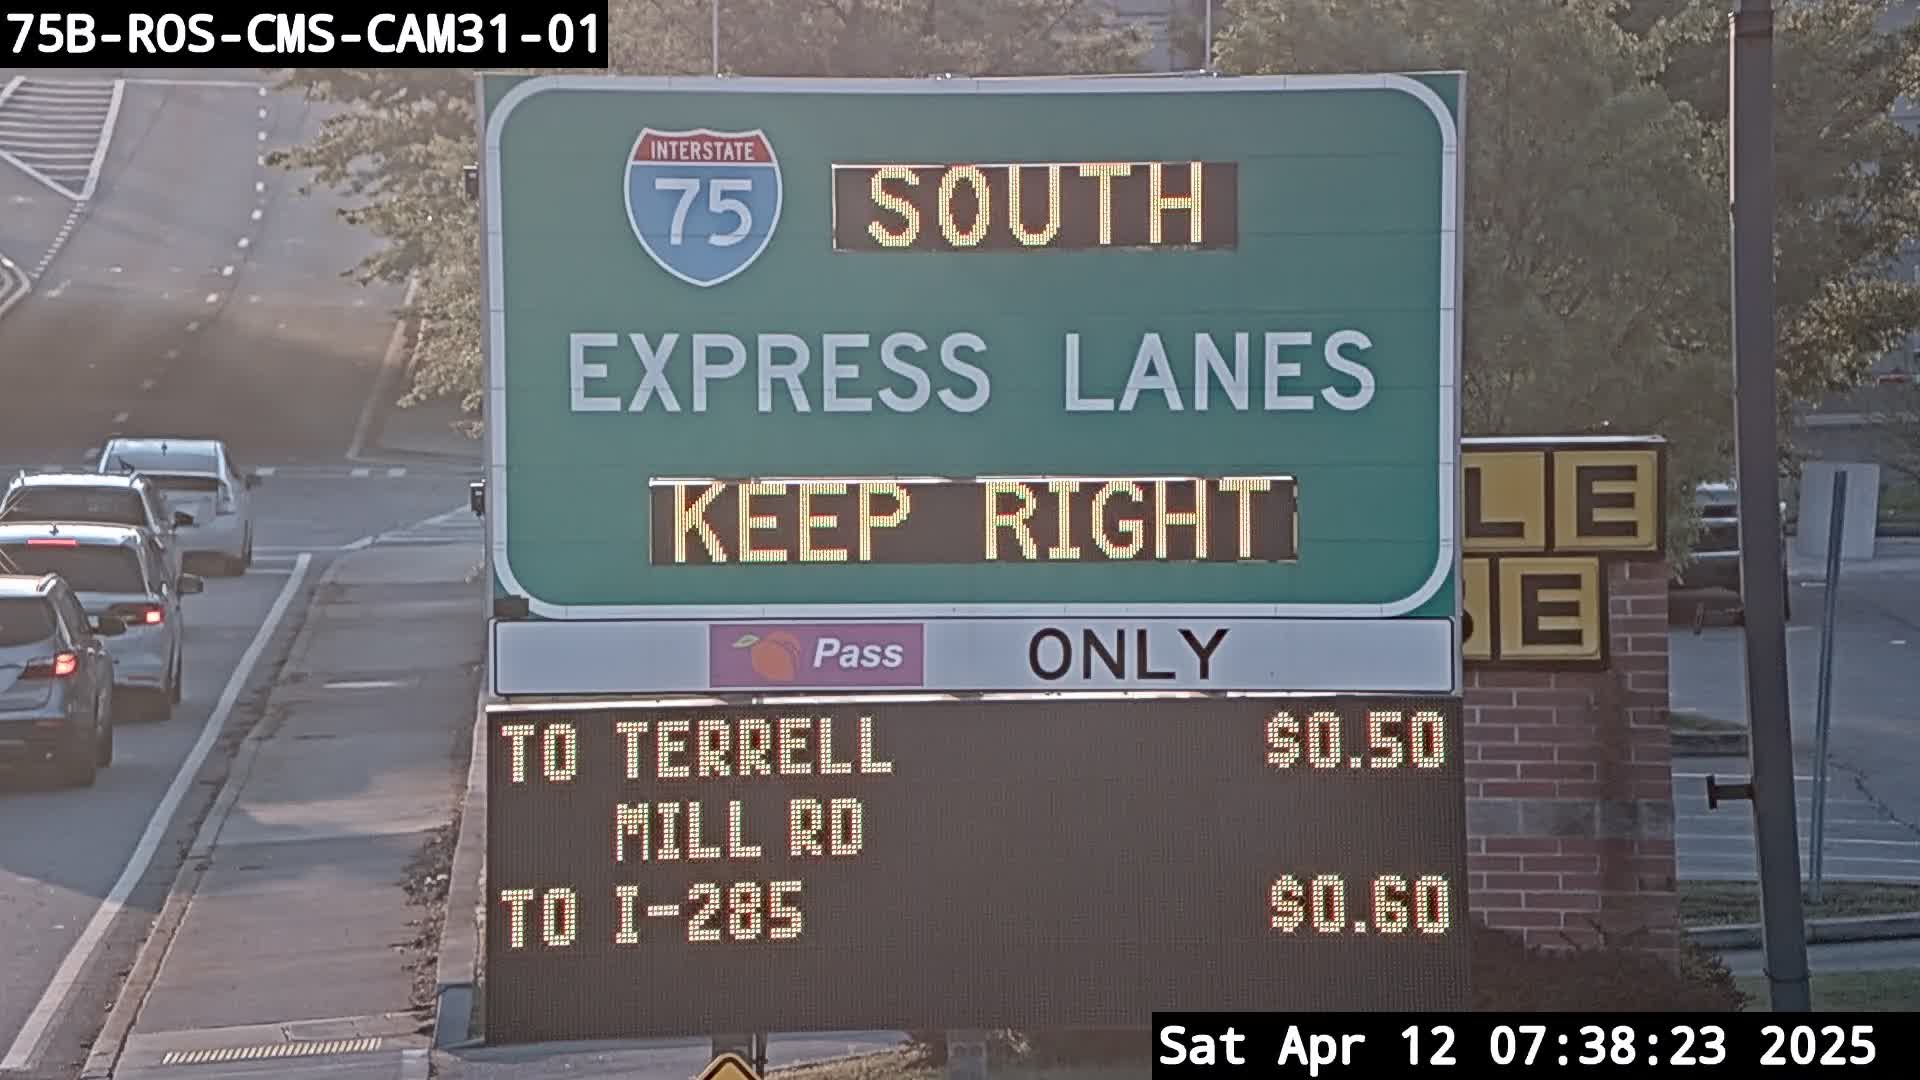 75B-ROS-CMS-CAM31-01
INTERSTATE
75
SOUTH
EXPRESS LANES
KEEP RIGHT
Pass ONLY
TO TERRELL $0.50
MILL RD
TO I-285 $0.60
LE
E
Sat Apr 12 07:38:23 2025